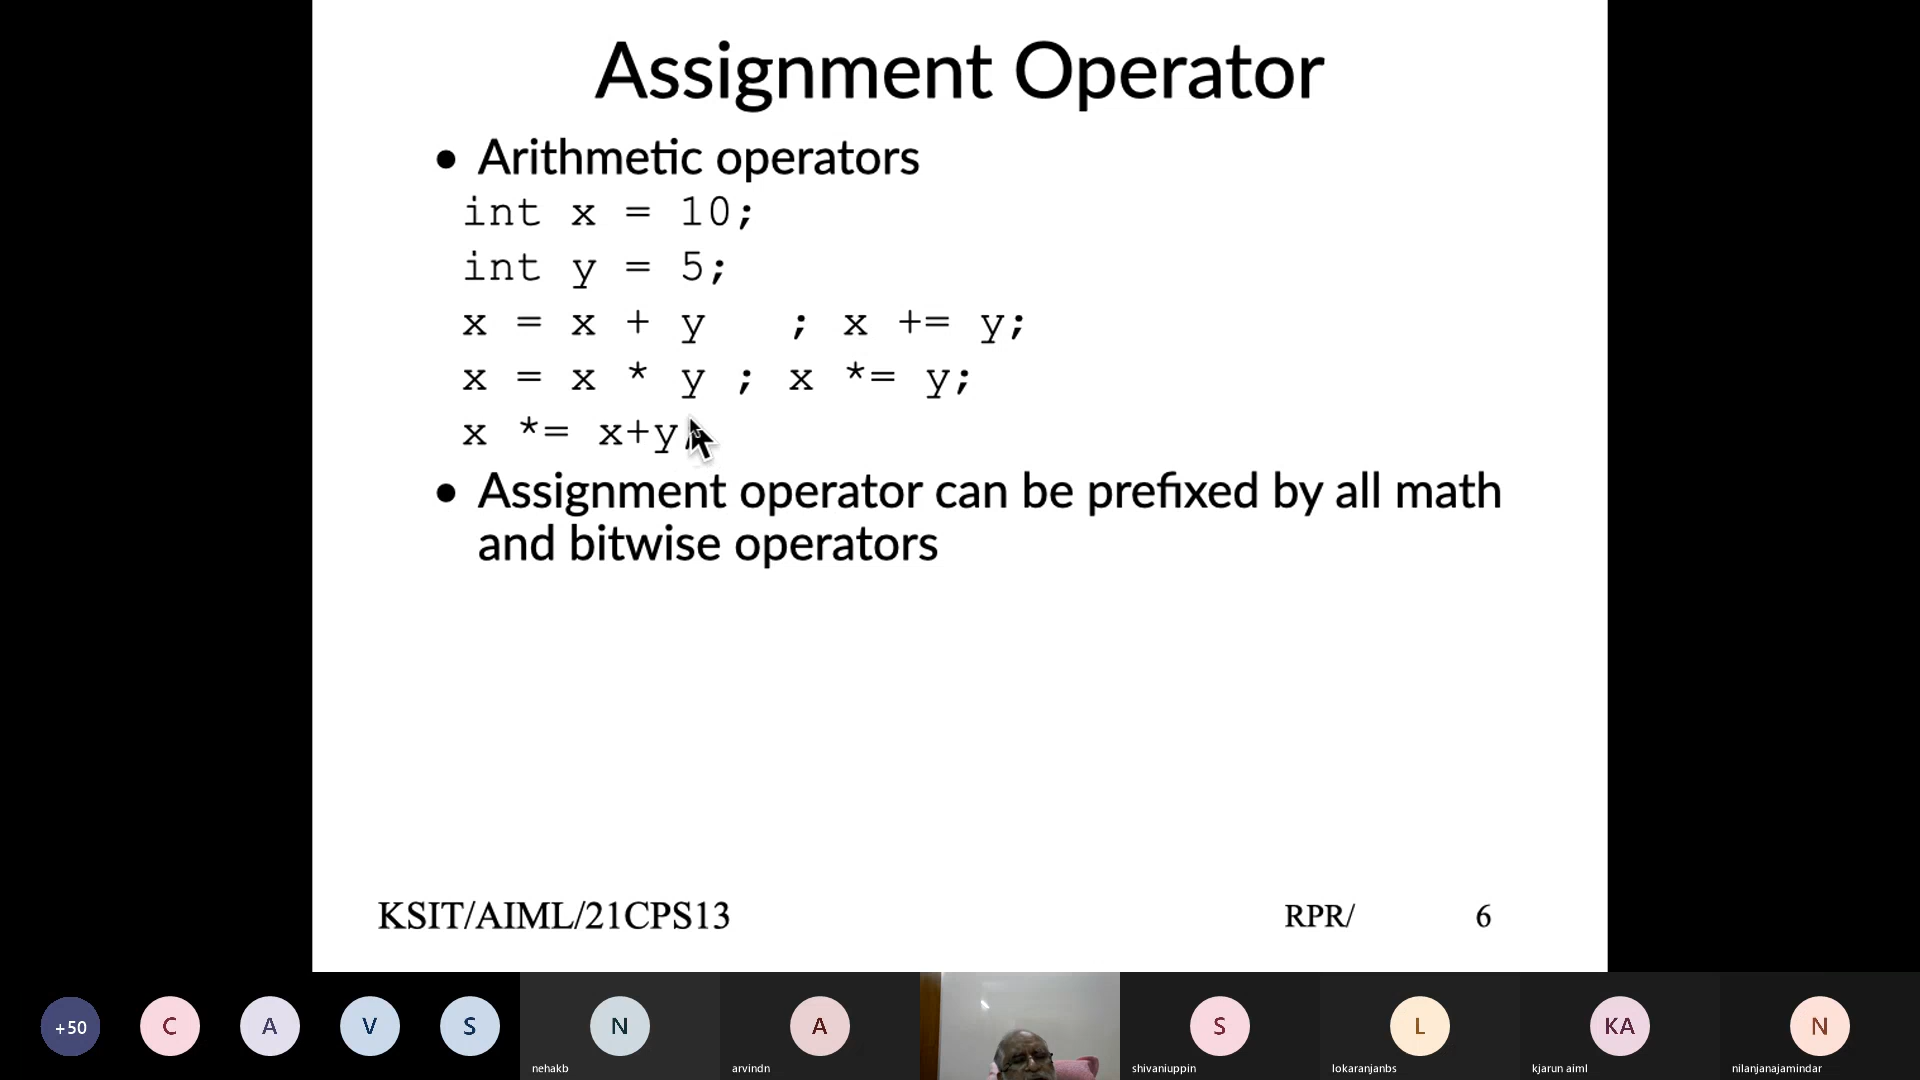 Assignment Operator
• Arithmetic operators
int x = 10;
int y = 5;
x = x + y   ; x += y;
x = x * y ; x *= y;
x *= x+y;
• Assignment operator can be prefixed by all math
and bitwise operators
KSIT/AIML/21CPS13
RPR/
6
+50
C
A
V
S
N
A
S
L
KA
N
nehakb
arvindn
shivaniuppin
lokaranjanbs
kjarun aiml
nilanjanajamindar